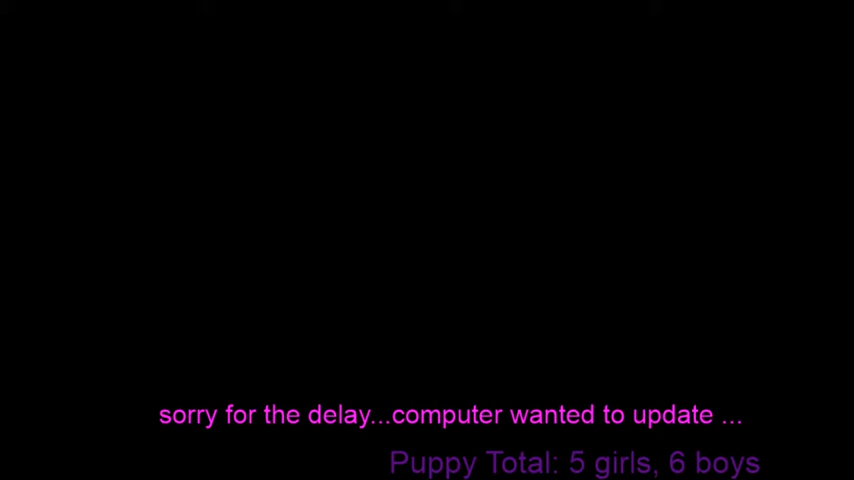 sorry for the delay...computer wanted to update ...
Puppy Total: 5 girls, 6 boys